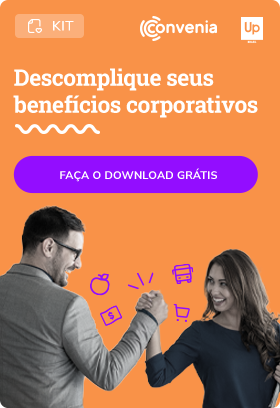 KIT
Convenia
Up
Descomplique seus
benefícios corporativos
FAÇA O DOWNLOAD GRÁTIS
$